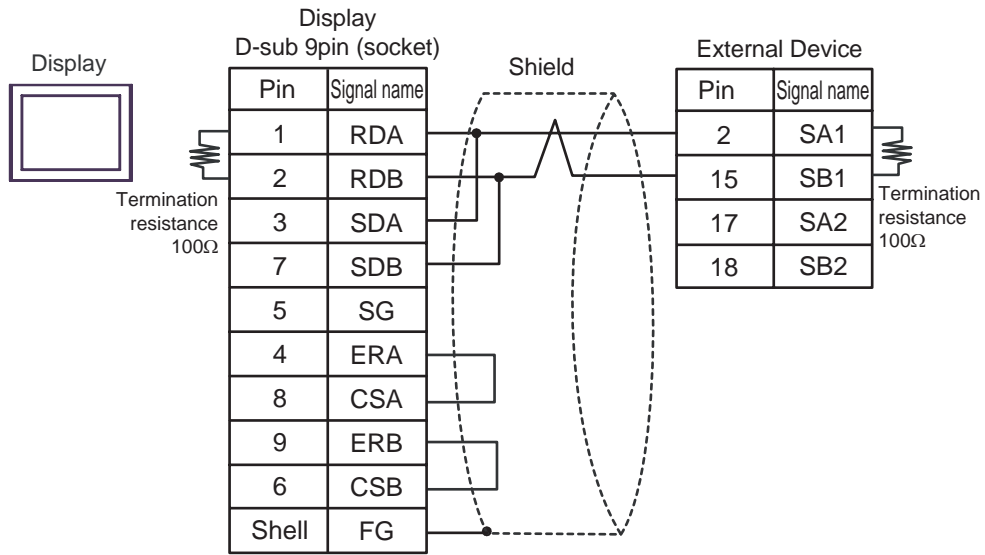 Display
Display
D-sub 9pin (socket)
Shield
External Device
Pin Signal name
1 RDA
2 RDB
3 SDA
7 SDB
5 SG
4 ERA
8 CSA
9 ERB
6 CSB
Shell FG
Termination
resistance
100Ω
Pin Signal name
2 SA1
15 SB1
17 SA2
18 SB2
Termination
resistance
100Ω